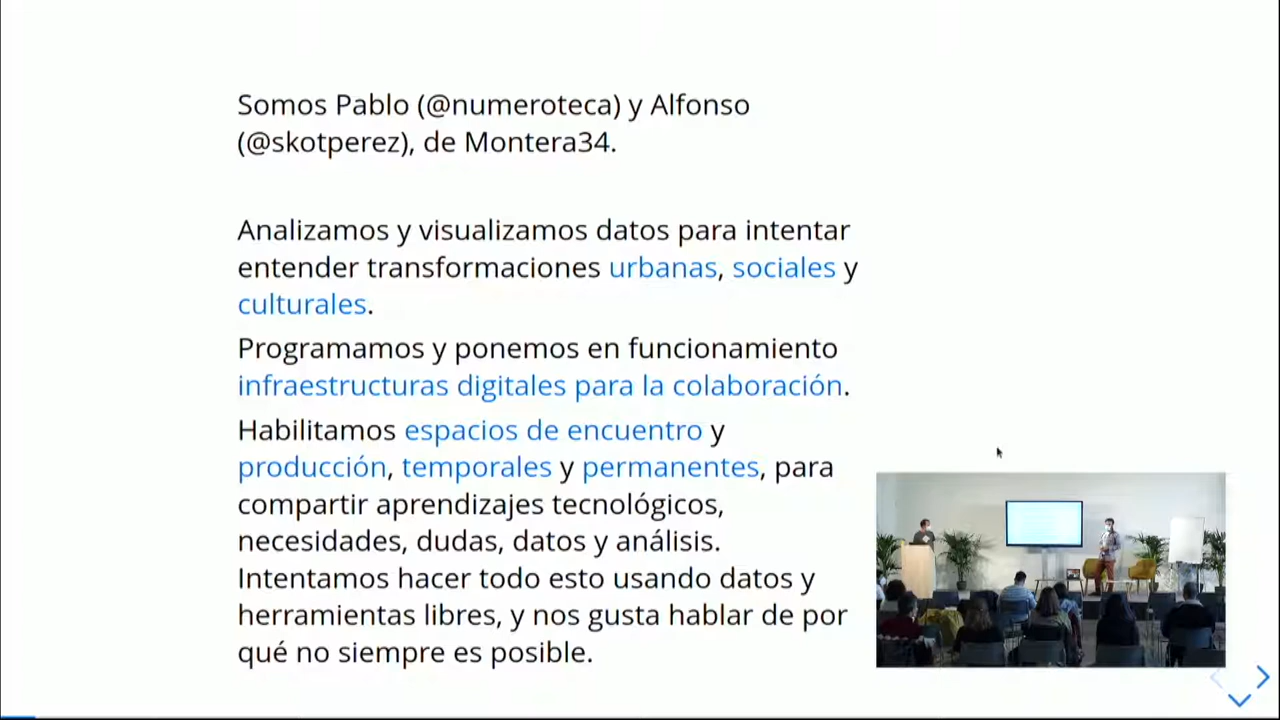 Somos Pablo (@numeroteca) y Alfonso
(@skotperez), de Montera34.
Analizamos y visualizamos datos para intentar
entender transformaciones urbanas, sociales y
culturales.
Programamos y ponemos en funcionamiento
infraestructuras digitales para la colaboración.
Habilitamos espacios de encuentro y
producción, temporales y permanentes, para
compartir aprendizajes tecnológicos,
necesidades, dudas, datos y análisis.
Intentamos hacer todo esto usando datos y
herramientas libres, y nos gusta hablar de por
qué no siempre es posible.